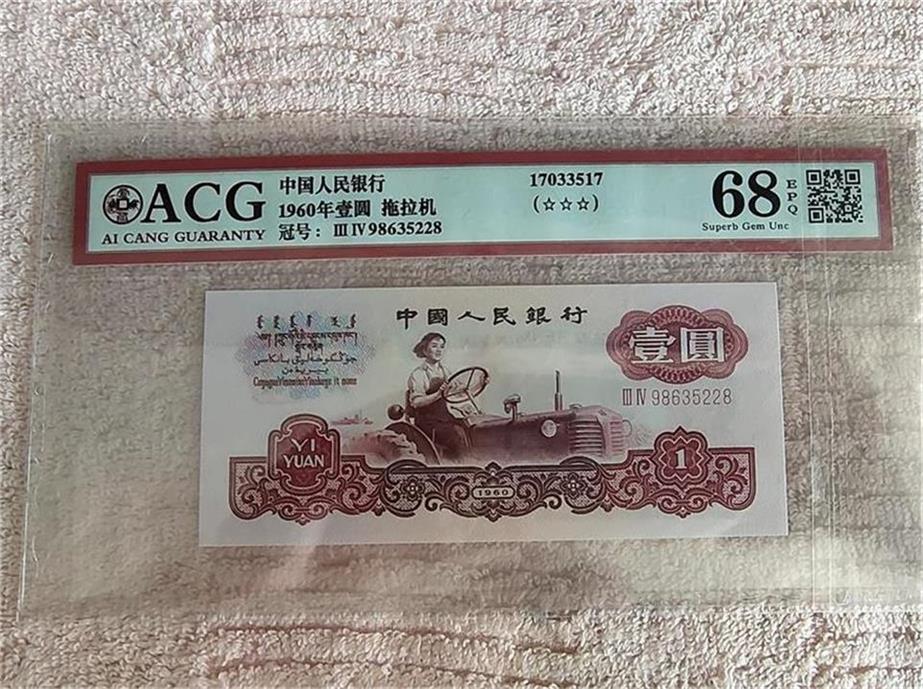 ACG
AI CANG GUARANTY
中国人民银行
1960年壹圆 拖拉机
冠号: ⅢⅣ98635228
17033517
(☆☆☆)
68
EPQ
Superb Gem Unc
中國人民銀行
壹圓
ⅢⅣ98635228
YI
YUAN
1960
1